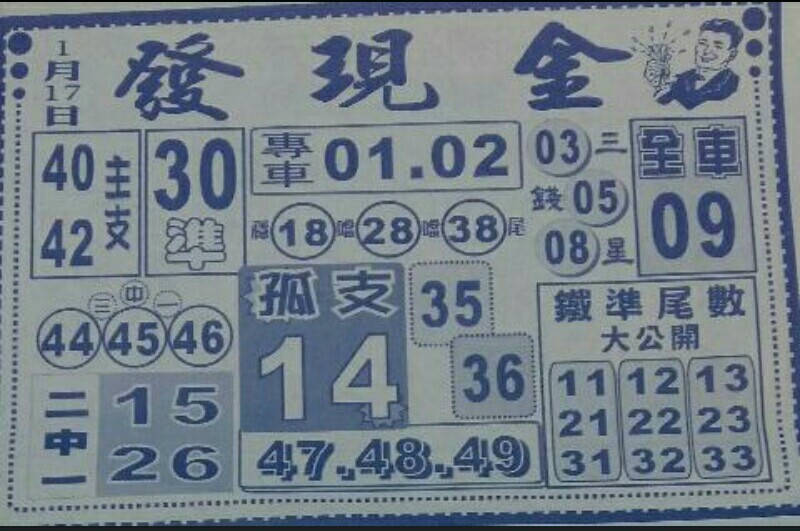 1月17日
發現金
40 42 主支
30 準
專車 01.02
03 三
錢 05
08 星
全車 09
18 噹 28 噹 38 尾
三中一
44 45 46
孤支
14
35
36
鐵準尾數
大公開
11 12 13
21 22 23
31 32 33
二中一
15
26
47.48.49